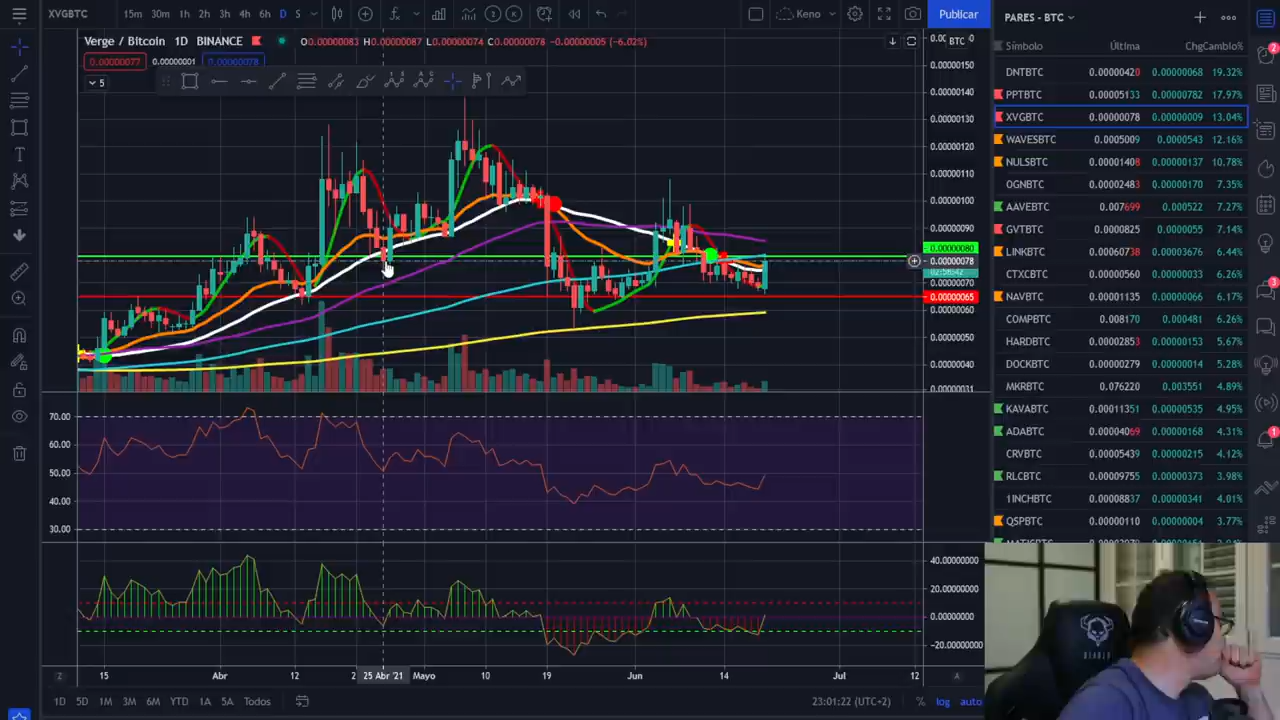 XVGBTC 15m 30m 1h 2h 3h 4h 6h D S Keno Publicar
Verge / Bitcoin 1D BINANCE O0.00000083 H0.00000087 L0.00000074 C0.00000078 −0.00000005 (−6.02%)
0.00000077 0.00000001 0.00000078
5
BTC
0.00000150
0.00000140
0.00000130
0.00000120
0.00000110
0.00000100
0.00000090
0.00000080
0.00000078
02:58:42
0.00000070
0.00000065
0.00000060
0.00000050
0.00000040
0.00000031
70.00
60.00
50.00
40.00
30.00
40.00000000
20.00000000
0.00000000
−20.00000000
Z 15 Abr 12 2 25 Abr '21 Mayo 10 19 Jun 14 Jul 12 A
1D 5D 1M 3M 6M YTD 1A 5A Todos 23:01:22 (UTC+2) % log auto
PARES - BTC
Símbolo Última Chg Cambio%
DNTBTC 0.00000420 0.00000068 19.32%
PPTBTC 0.00005133 0.00000782 17.97%
XVGBTC 0.00000078 0.00000009 13.04%
WAVESBTC 0.0005009 0.0000543 12.16%
NULSBTC 0.00001408 0.00000137 10.78%
OGNBTC 0.00002483 0.00000170 7.35%
AAVEBTC 0.007699 0.000522 7.27%
GVTBTC 0.0000825 0.0000055 7.14%
LINKBTC 0.0006
CTXCBTC 0.00000560 0.00000033 6.26%
NAVBTC 0.00001135 0.00000066 6.17%
COMPBTC 0.008170 0.000481 6.26%
HARDBTC 0.00002853 0.00000153 5.67%
DOCKBTC 0.00000279 0.00000014 5.28%
MKRBTC 0.076220 0.003551 4.89%
KAVABTC 0.00011351 0.00000535 4.95%
ADABTC 0.00004069 0.00000168 4.31%
CRVBTC 0.00005439 0.00000215 4.12%
RLCBTC 0.00009755 0.00000373 3.98%
1INCHBTC 0.00008837 0.00000341 4.01%
QSPBTC 0.00000110 0.00000004 3.77%
DIABLO